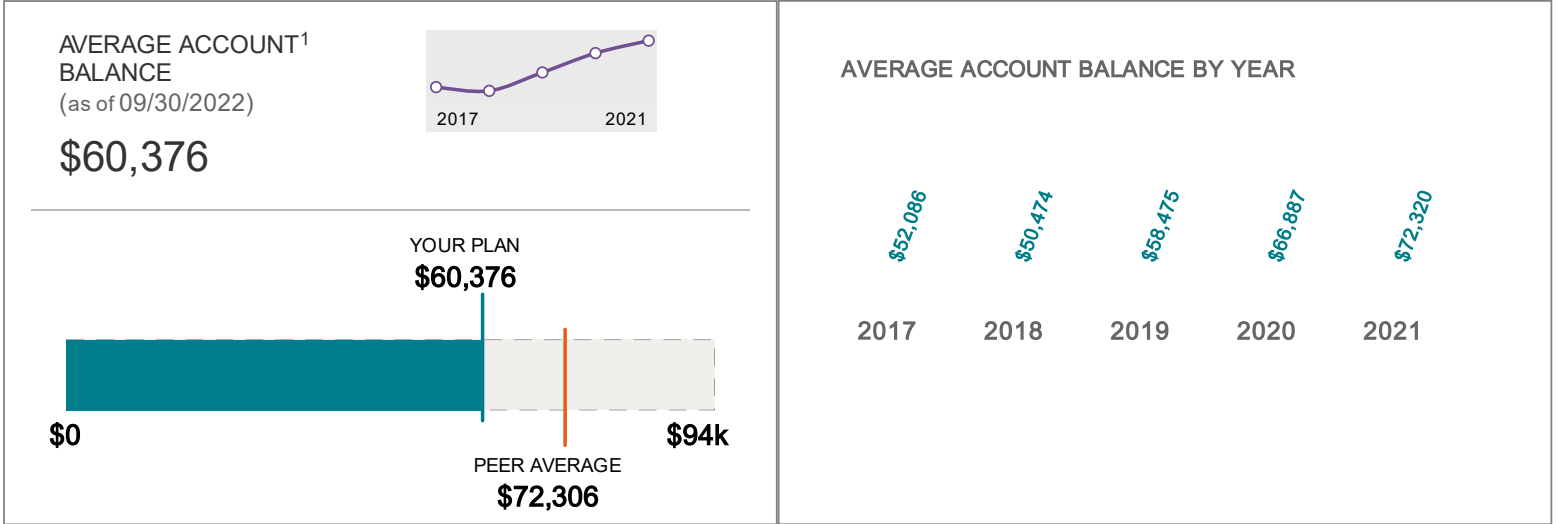 AVERAGE ACCOUNT1
BALANCE
(as of 09/30/2022)
$60,376
2017 2021
YOUR PLAN
$60,376
$0 $94k
PEER AVERAGE
$72,306
AVERAGE ACCOUNT BALANCE BY YEAR
$52,086 $50,474 $58,475 $66,887 $72,320
2017 2018 2019 2020 2021